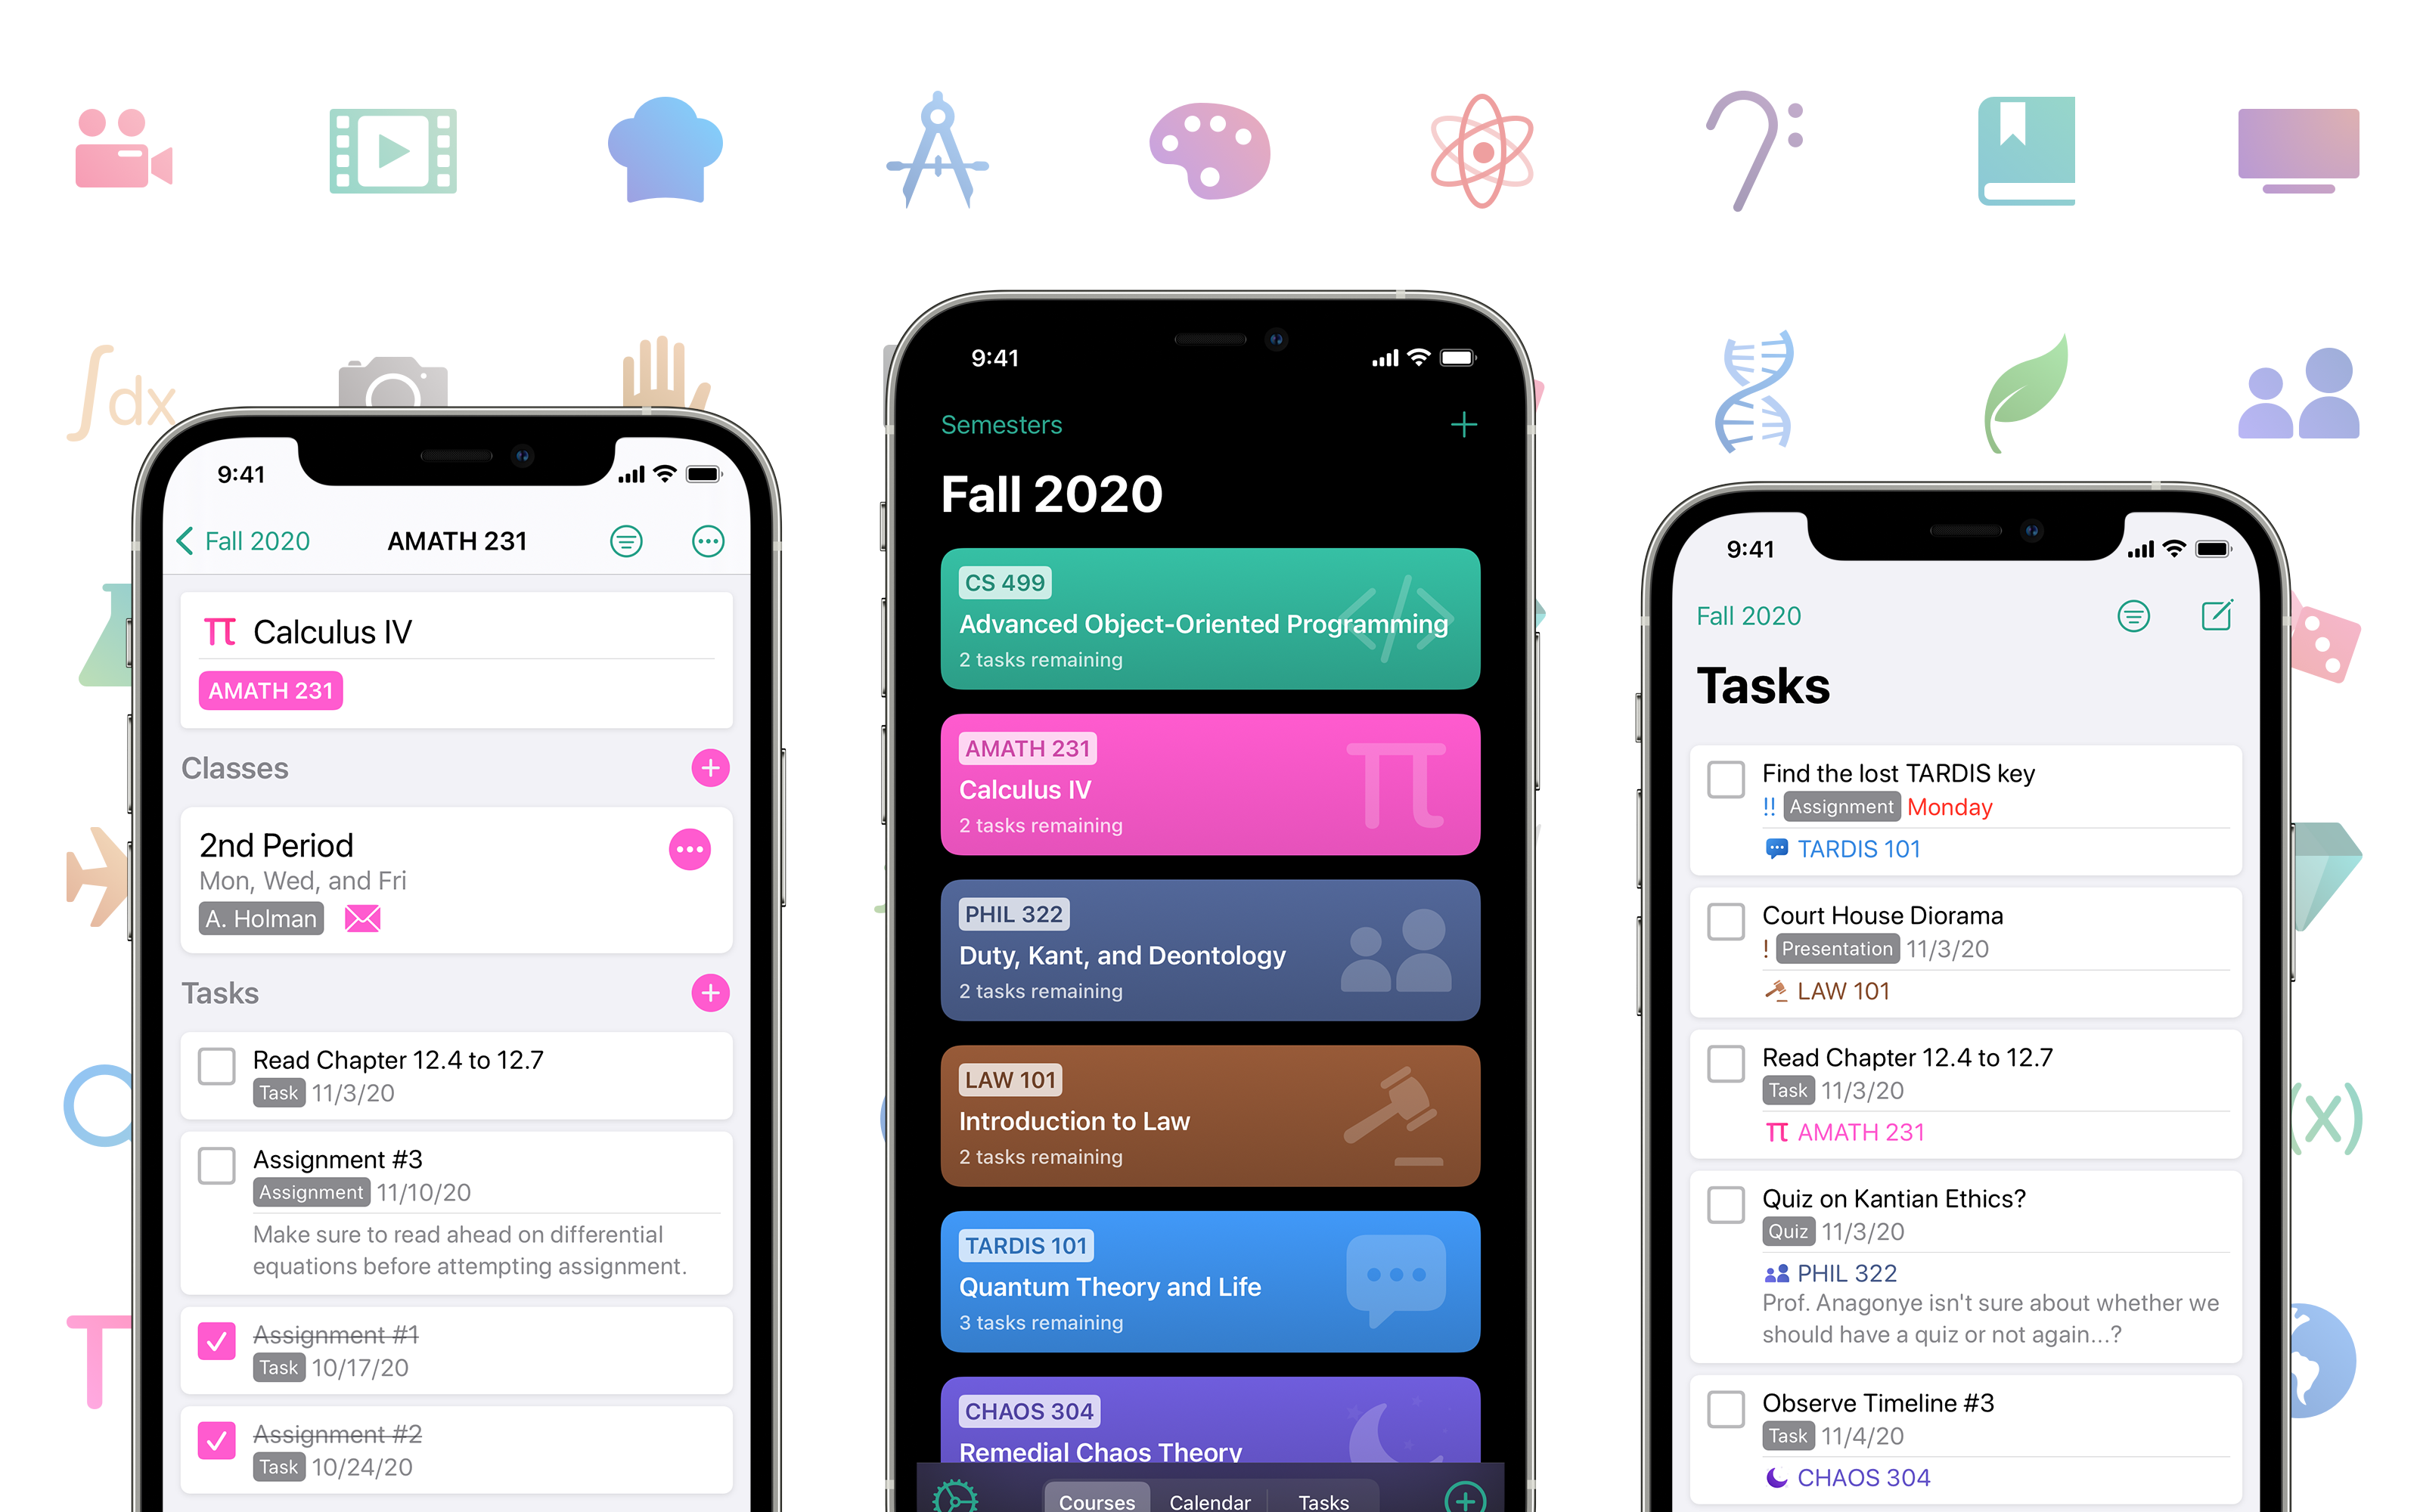 ∫dx
9:41
Fall 2020
AMATH 231
π Calculus IV
AMATH 231
Classes
2nd Period
Mon, Wed, and Fri
A. Holman
Tasks
Read Chapter 12.4 to 12.7
Task 11/3/20
Assignment #3
Assignment 11/10/20
Make sure to read ahead on differential
equations before attempting assignment.
Assignment #1
Task 10/17/20
Assignment #2
Task 10/24/20
9:41
Semesters
Fall 2020
CS 499
Advanced Object-Oriented Programming
</>
2 tasks remaining
AMATH 231
Calculus IV
π
2 tasks remaining
PHIL 322
Duty, Kant, and Deontology
2 tasks remaining
LAW 101
Introduction to Law
2 tasks remaining
TARDIS 101
Quantum Theory and Life
3 tasks remaining
CHAOS 304
Remedial Chaos Theory
Courses Calendar Tasks
9:41
Fall 2020
Tasks
Find the lost TARDIS key
!! Assignment Monday
TARDIS 101
Court House Diorama
! Presentation 11/3/20
LAW 101
Read Chapter 12.4 to 12.7
Task 11/3/20
π AMATH 231
Quiz on Kantian Ethics?
Quiz 11/3/20
PHIL 322
Prof. Anagonye isn't sure about whether we
should have a quiz or not again...?
Observe Timeline #3
Task 11/4/20
CHAOS 304
(x)